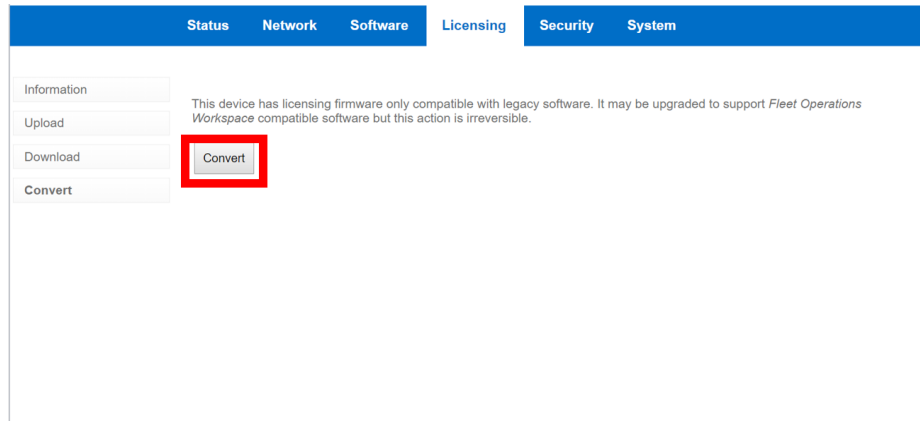 Status Network Software Licensing Security System
Information
Upload
Download
Convert
This device has licensing firmware only compatible with legacy software. It may be upgraded to support Fleet Operations
Workspace compatible software but this action is irreversible.
Convert